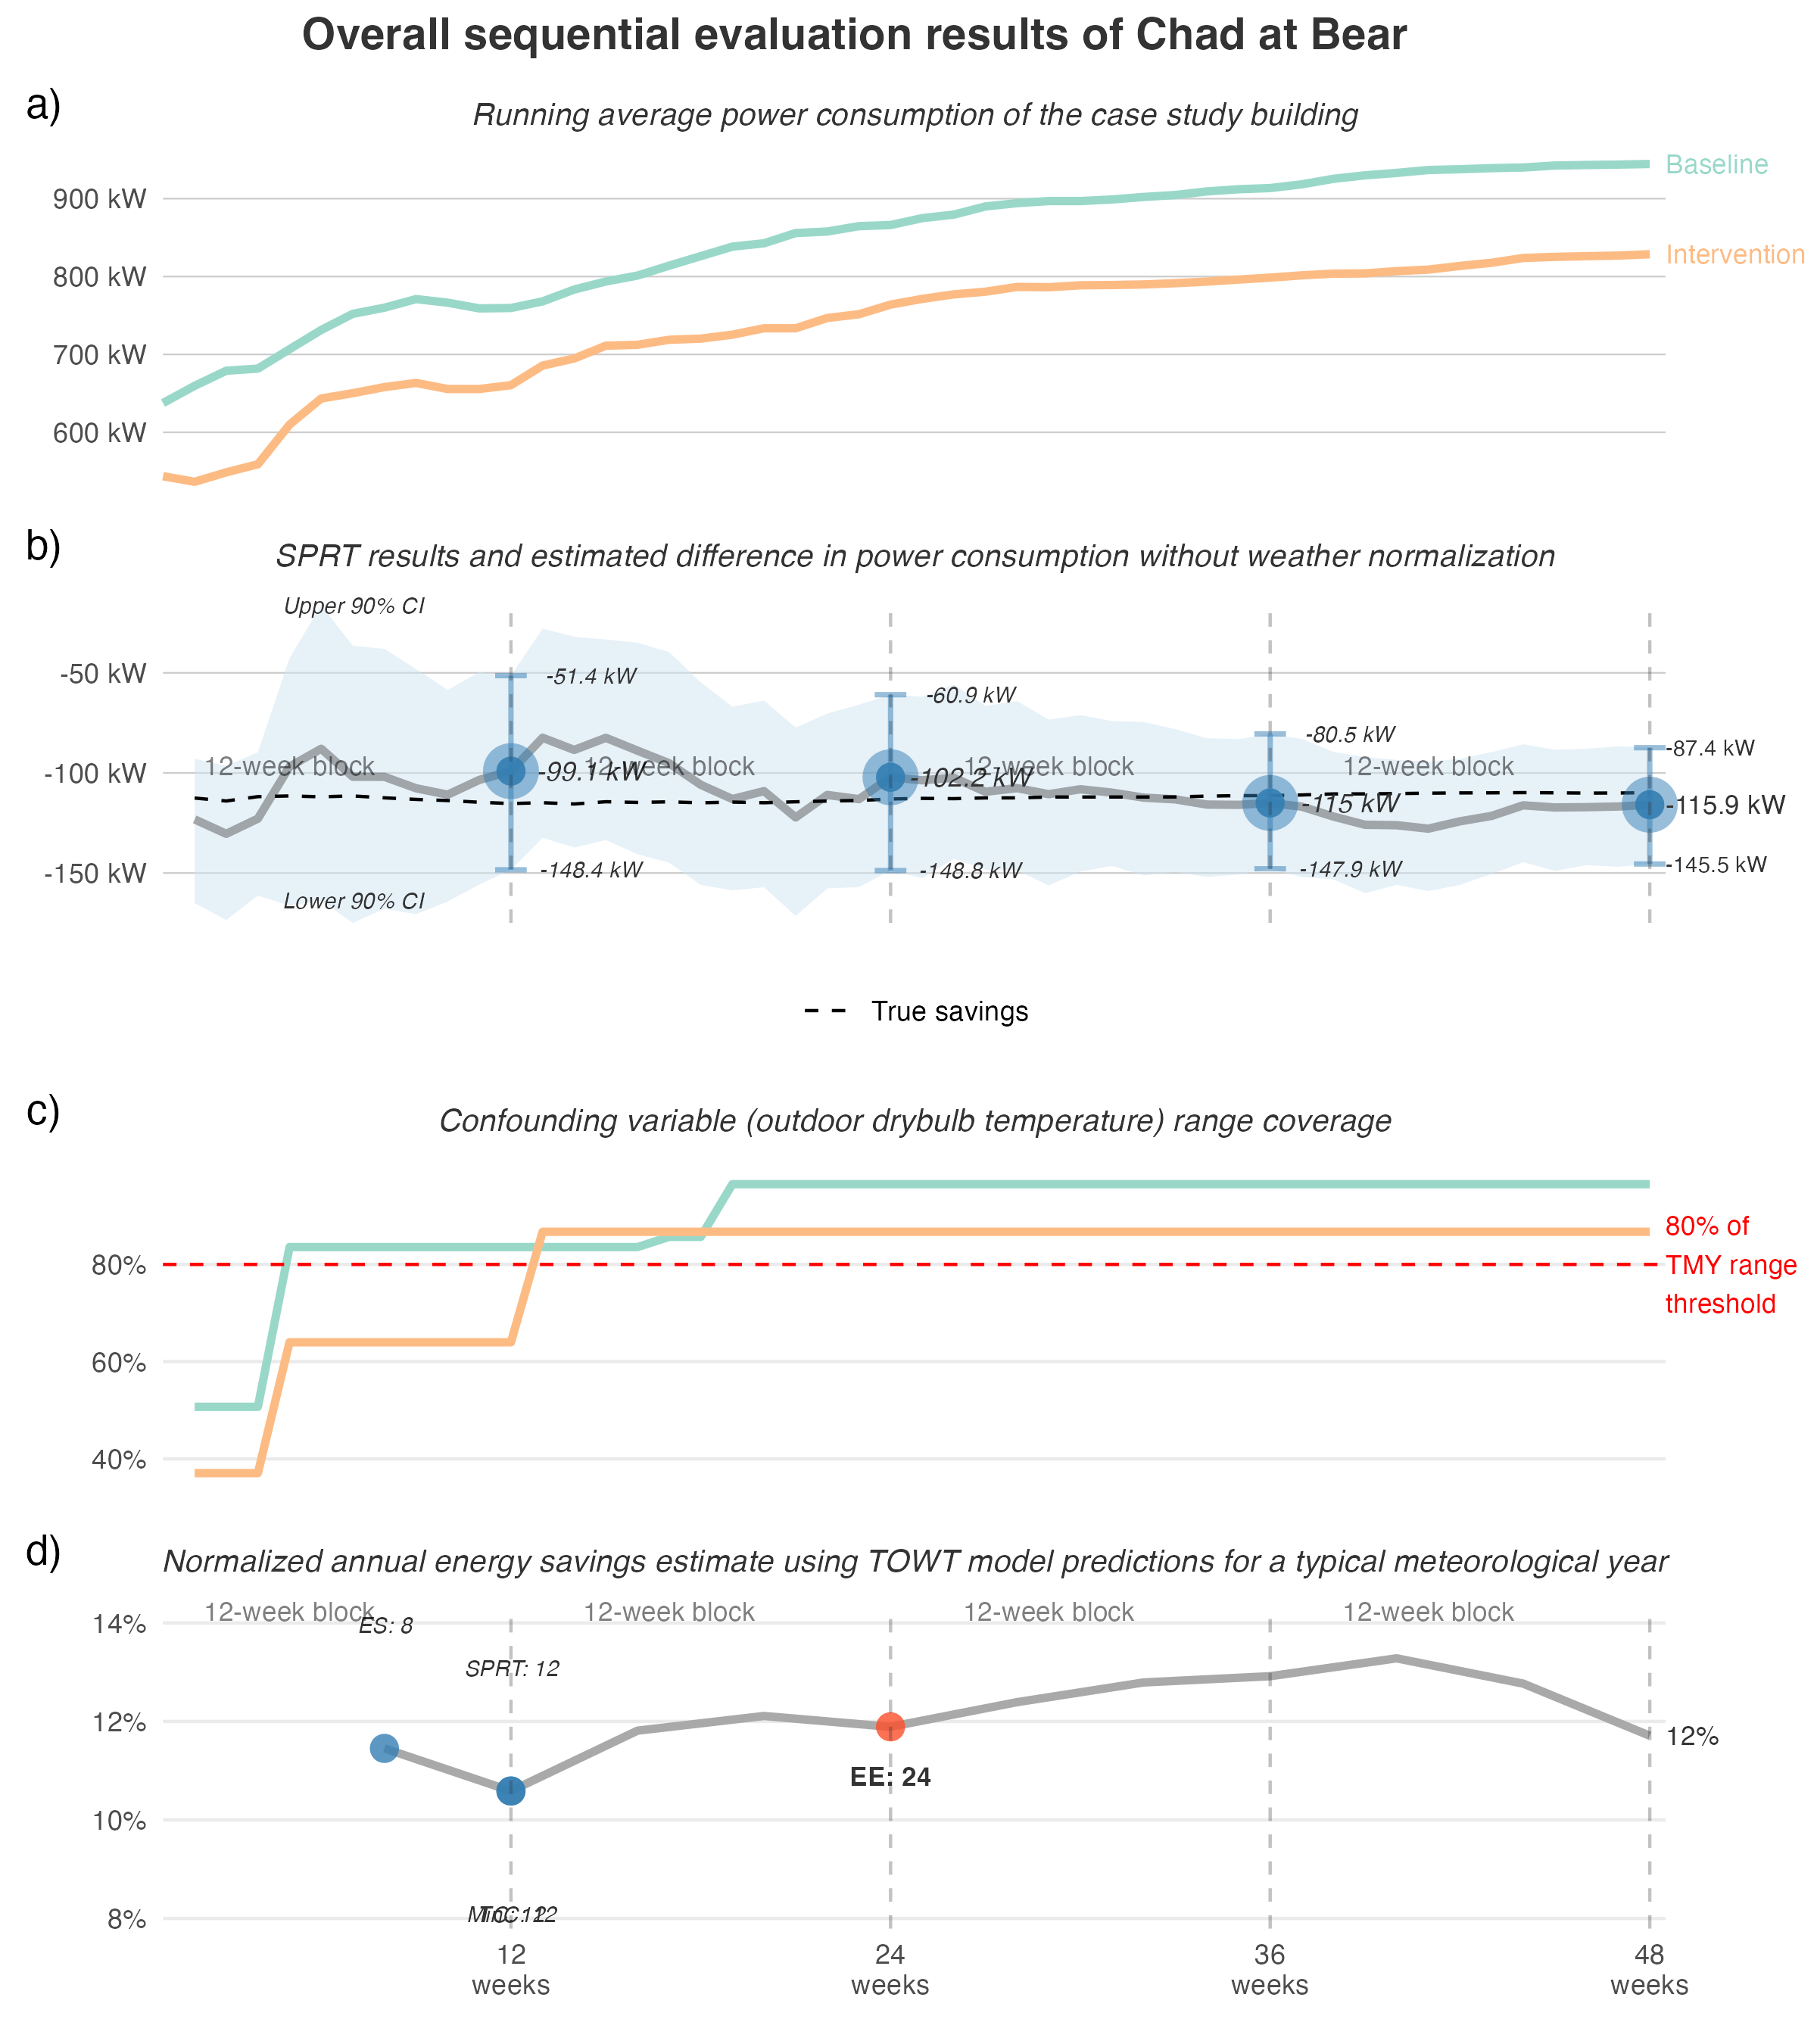 Overall sequential evaluation results of Chad at Bear
a)
Running average power consumption of the case study building
900 kW
800 kW
700 kW
600 kW
Baseline
Intervention
b)
SPRT results and estimated difference in power consumption without weather normalization
Upper 90% CI
-50 kW
-100 kW
-150 kW
-51.4 kW
-60.9 kW
-80.5 kW
-87.4 kW
12-week block
12-week block
12-week block
12-week block
-99.1 kW
-102.2 kW
-115 kW
-115.9 kW
-148.4 kW
-148.8 kW
-147.9 kW
-145.5 kW
Lower 90% CI
True savings
c)
Confounding variable (outdoor drybulb temperature) range coverage
80%
60%
40%
80% of
TMY range
threshold
d)
Normalized annual energy savings estimate using TOWT model predictions for a typical meteorological year
12-week block
12-week block
12-week block
12-week block
14%
12%
10%
8%
ES: 8
SPRT: 12
EE: 24
12%
12
weeks
24
weeks
36
weeks
48
weeks